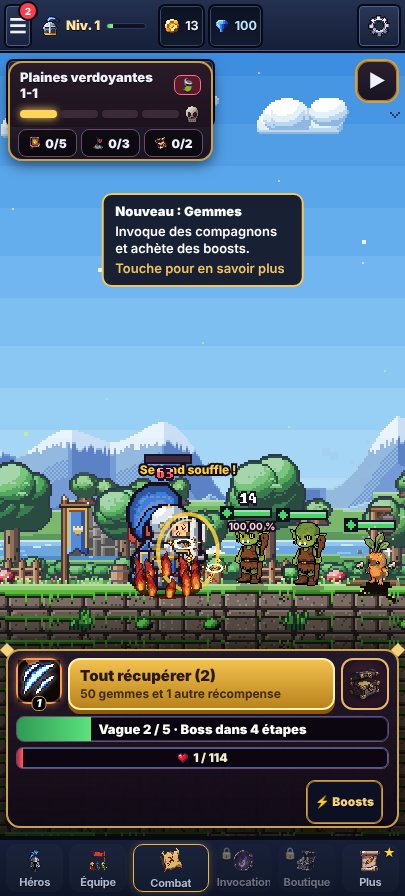 2
Niv. 1
13
100
Plaines verdoyantes
1-1
0/5
0/3
0/2
Nouveau : Gemmes
Invoque des compagnons
et achète des boosts.
Touche pour en savoir plus
63
souffle !
14
100,00.%
1
Tout récupérer (2)
50 gemmes et 1 autre récompense
Vague 2 / 5 · Boss dans 4 étapes
1 / 114
Boosts
Héros
Équipe
Combat
Invocation
Boutique
Plus